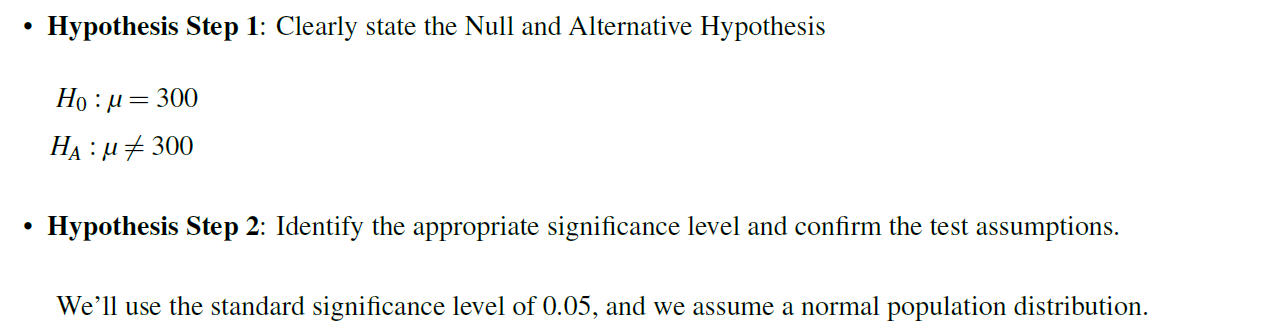 • Hypothesis Step 1: Clearly state the Null and Alternative Hypothesis
H₀ : μ = 300
H_A : μ ≠ 300
• Hypothesis Step 2: Identify the appropriate significance level and confirm the test assumptions.
We’ll use the standard significance level of 0.05, and we assume a normal population distribution.